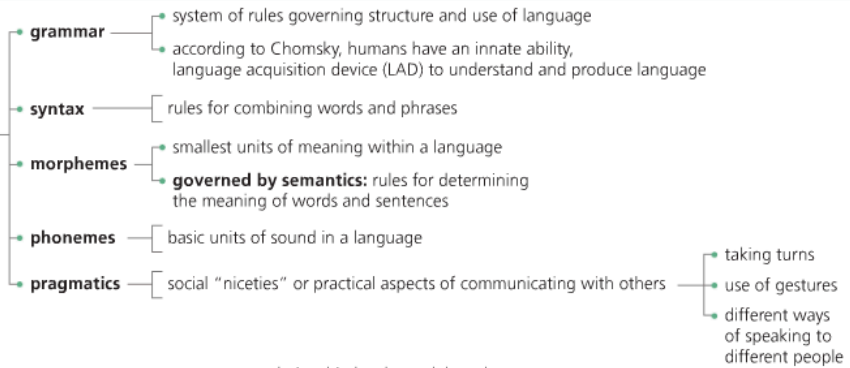 grammar
system of rules governing structure and use of language
according to Chomsky, humans have an innate ability,
language acquisition device (LAD) to understand and produce language
syntax
rules for combining words and phrases
morphemes
smallest units of meaning within a language
governed by semantics: rules for determining
the meaning of words and sentences
phonemes
basic units of sound in a language
pragmatics
social “niceties” or practical aspects of communicating with others
taking turns
use of gestures
different ways
of speaking to
different people